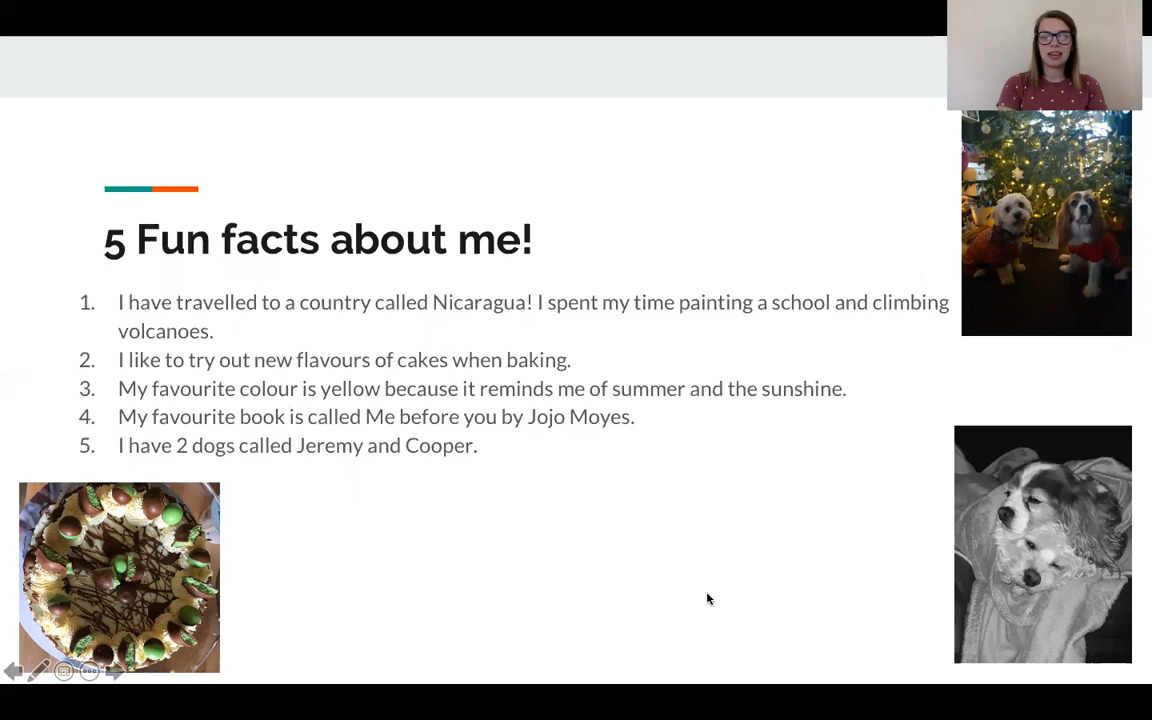 5 Fun facts about me!
1. I have travelled to a country called Nicaragua! I spent my time painting a school and climbing
volcanoes.
2. I like to try out new flavours of cakes when baking.
3. My favourite colour is yellow because it reminds me of summer and the sunshine.
4. My favourite book is called Me before you by Jojo Moyes.
5. I have 2 dogs called Jeremy and Cooper.